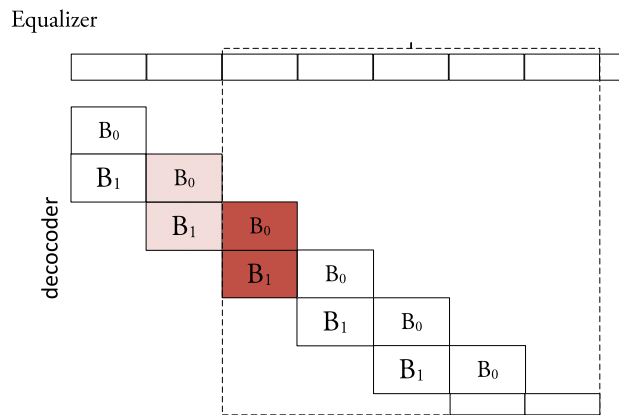 Equalizer
B0
B1 B0
B1 B0
decocoder
B1 B0
B1 B0
B1 B0